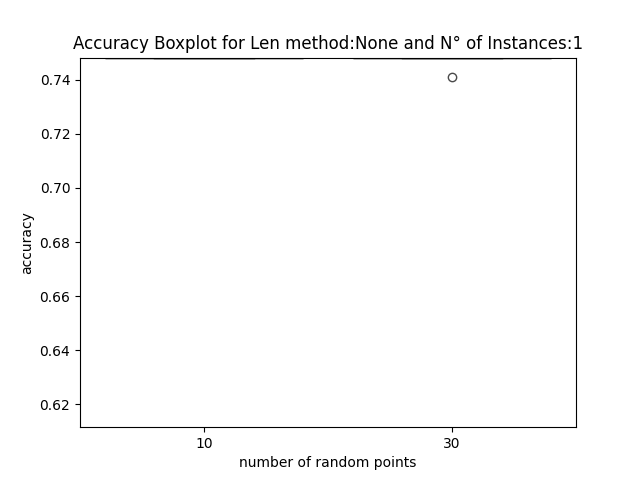 Accuracy Boxplot for Len method:None and N° of Instances:1
0.74
0.72
0.70
0.68
0.66
0.64
0.62
accuracy
10 30
number of random points